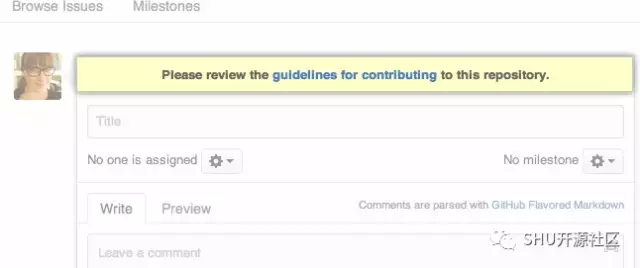 Browse Issues Milestones
Please review the guidelines for contributing to this repository.
Title
No one is assigned No milestone
Write Preview Comments are parsed with GitHub Flavored Markdown
Leave a comment
SHU开源社区